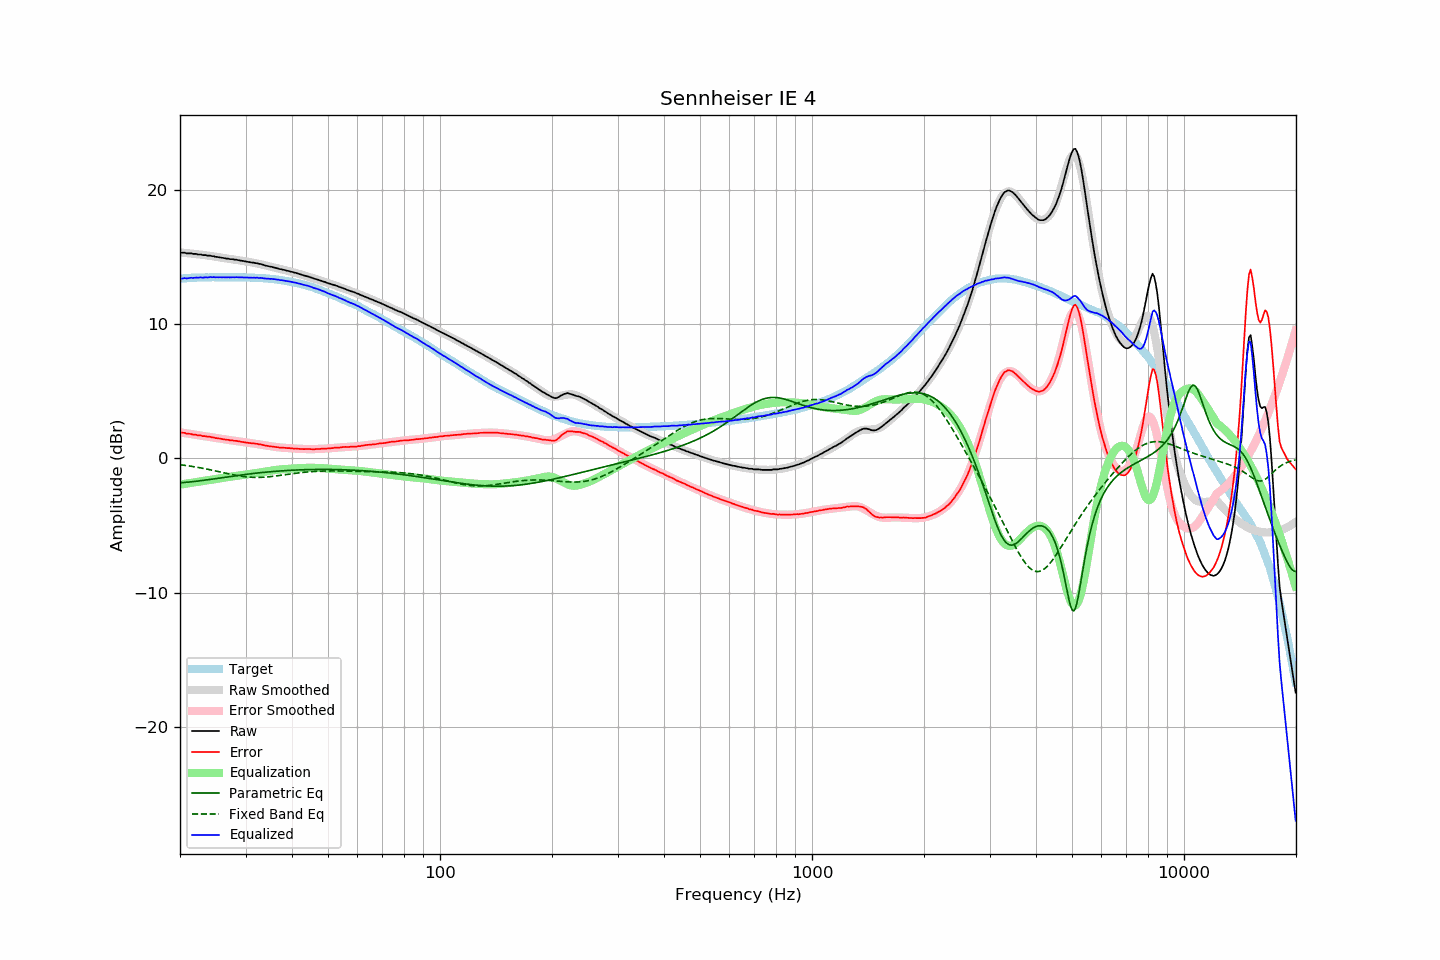 Sennheiser IE 4
Amplitude (dBr)
20
10
0
−10
−20
Target
Raw Smoothed
Error Smoothed
Raw
Error
Equalization
Parametric Eq
Fixed Band Eq
Equalized
100
1000
10000
Frequency (Hz)